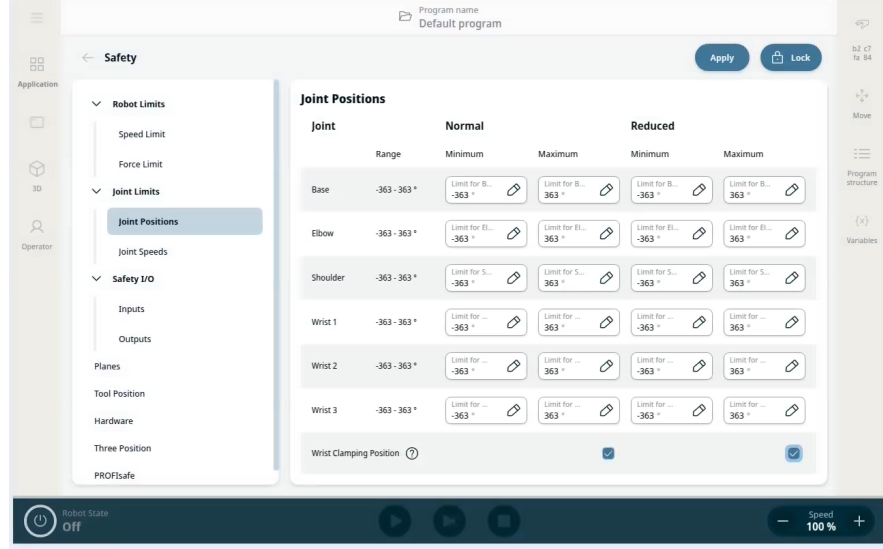 Program name
Default program
Safety
Apply
Lock
b2 c7
fa 84
Application
3D
Operator
Move
Program
structure
{x}
Variables
Robot Limits
Speed Limit
Force Limit
Joint Limits
Joint Positions
Joint Speeds
Safety I/O
Inputs
Outputs
Planes
Tool Position
Hardware
Three Position
PROFIsafe
Joint Positions
Joint Normal Reduced
Range Minimum Maximum Minimum Maximum
Limit for B... Limit for B... Limit for B... Limit for B...
Base -363 - 363 ° -363 ° 363 ° -363 ° 363 °
Limit for El... Limit for El... Limit for El... Limit for El...
Elbow -363 - 363 ° -363 ° 363 ° -363 ° 363 °
Limit for S... Limit for S... Limit for S... Limit for S...
Shoulder -363 - 363 ° -363 ° 363 ° -363 ° 363 °
Limit for ... Limit for ... Limit for ... Limit for ...
Wrist 1 -363 - 363 ° -363 ° 363 ° -363 ° 363 °
Limit for ... Limit for ... Limit for ... Limit for ...
Wrist 2 -363 - 363 ° -363 ° 363 ° -363 ° 363 °
Limit for ... Limit for ... Limit for ... Limit for ...
Wrist 3 -363 - 363 ° -363 ° 363 ° -363 ° 363 °
Wrist Clamping Position ?
Robot State
Off
Speed
100 %